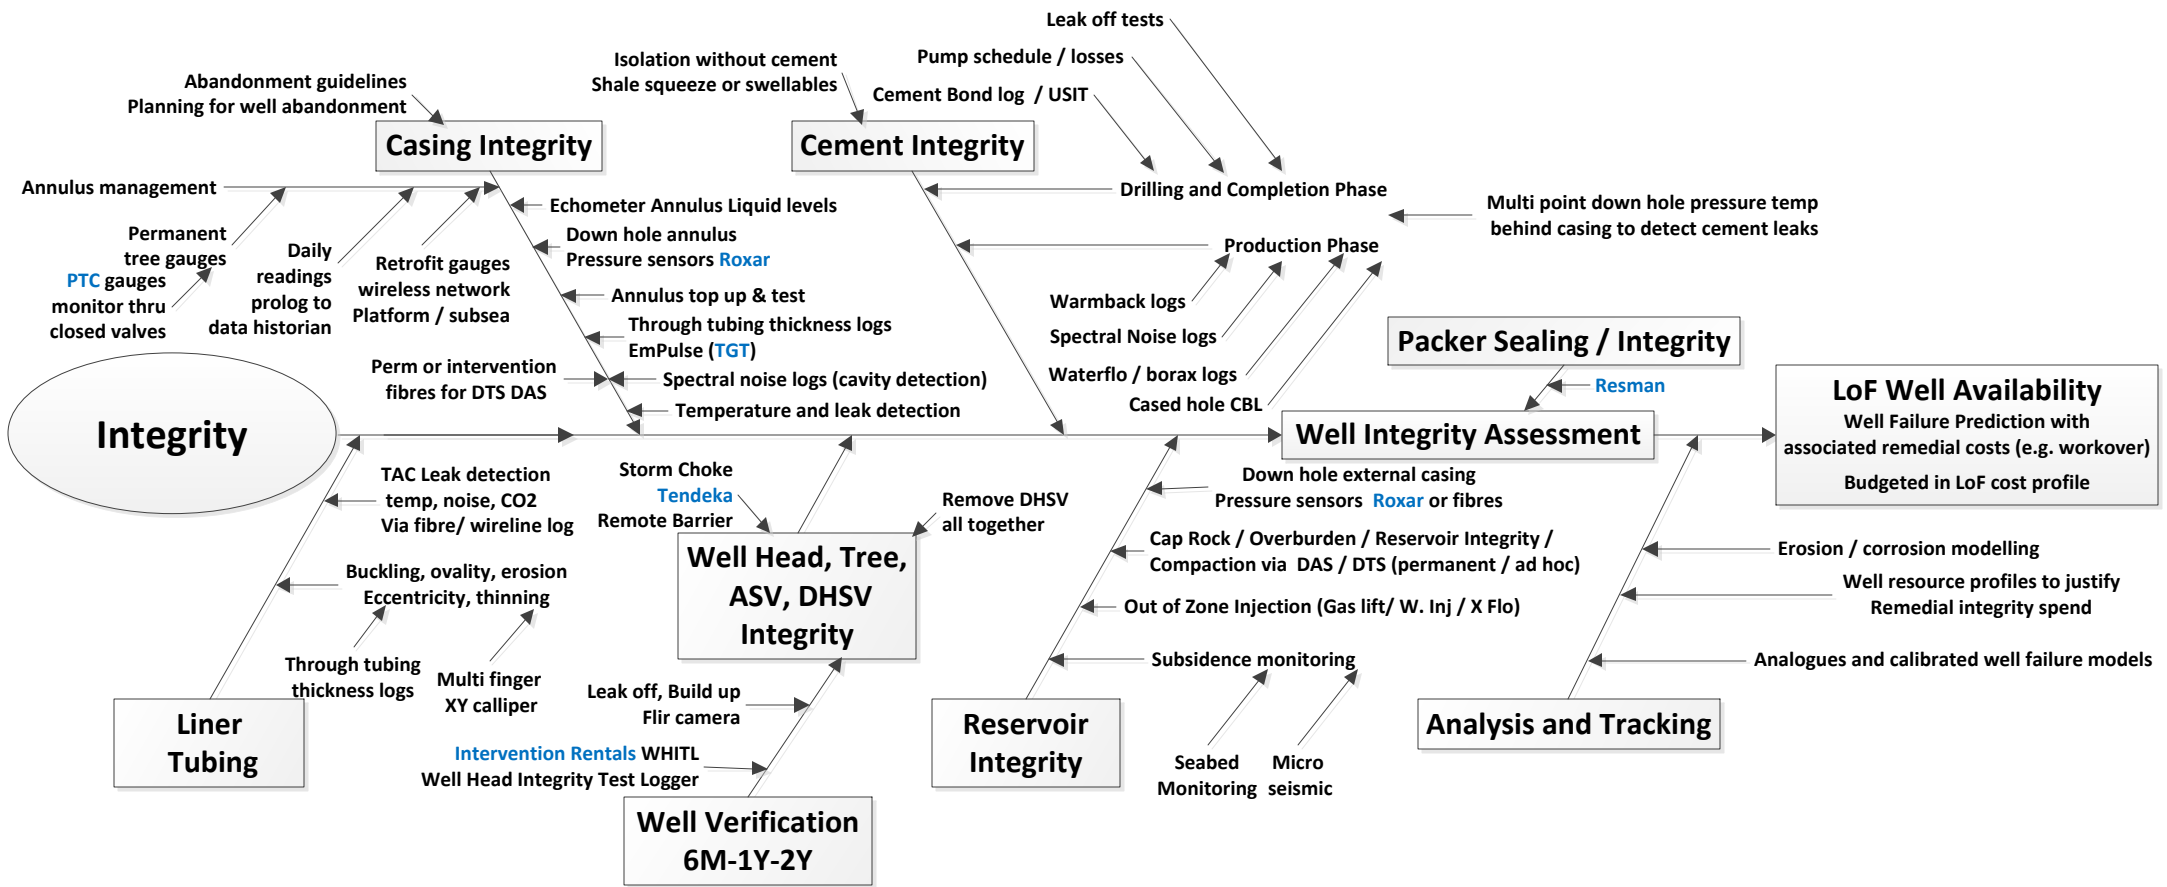 Leak off tests
Pump schedule / losses
Cement Bond log / USIT
Isolation without cement
Shale squeeze or swellables
Abandonment guidelines
Planning for well abandonment
Casing Integrity
Cement Integrity
Annulus management
Permanent
tree gauges
PTC gauges
monitor thru
closed valves
Daily
readings
prolog to
data historian
Retrofit gauges
wireless network
Platform / subsea
Echometer Annulus Liquid levels
Down hole annulus
Pressure sensors Roxar
Annulus top up & test
Through tubing thickness logs
EmPulse (TGT)
Perm or intervention
fibres for DTS DAS
Spectral noise logs (cavity detection)
Temperature and leak detection
Drilling and Completion Phase
Multi point down hole pressure temp
behind casing to detect cement leaks
Production Phase
Warmback logs
Spectral Noise logs
Waterflo / borax logs
Cased hole CBL
Packer Sealing / Integrity
Resman
Integrity
Well Integrity Assessment
LoF Well Availability
Well Failure Prediction with
associated remedial costs (e.g. workover)
Budgeted in LoF cost profile
TAC Leak detection
temp, noise, CO2
Via fibre/ wireline log
Buckling, ovality, erosion
Eccentricity, thinning
Through tubing
thickness logs
Multi finger
XY calliper
Liner
Tubing
Storm Choke
Tendeka
Remote Barrier
Remove DHSV
all together
Well Head, Tree,
ASV, DHSV
Integrity
Leak off, Build up
Flir camera
Intervention Rentals WHITL
Well Head Integrity Test Logger
Well Verification
6M-1Y-2Y
Down hole external casing
Pressure sensors Roxar or fibres
Cap Rock / Overburden / Reservoir Integrity /
Compaction via DAS / DTS (permanent / ad hoc)
Out of Zone Injection (Gas lift/ W. Inj / X Flo)
Subsidence monitoring
Seabed
Monitoring
Micro
seismic
Reservoir
Integrity
Erosion / corrosion modelling
Well resource profiles to justify
Remedial integrity spend
Analogues and calibrated well failure models
Analysis and Tracking